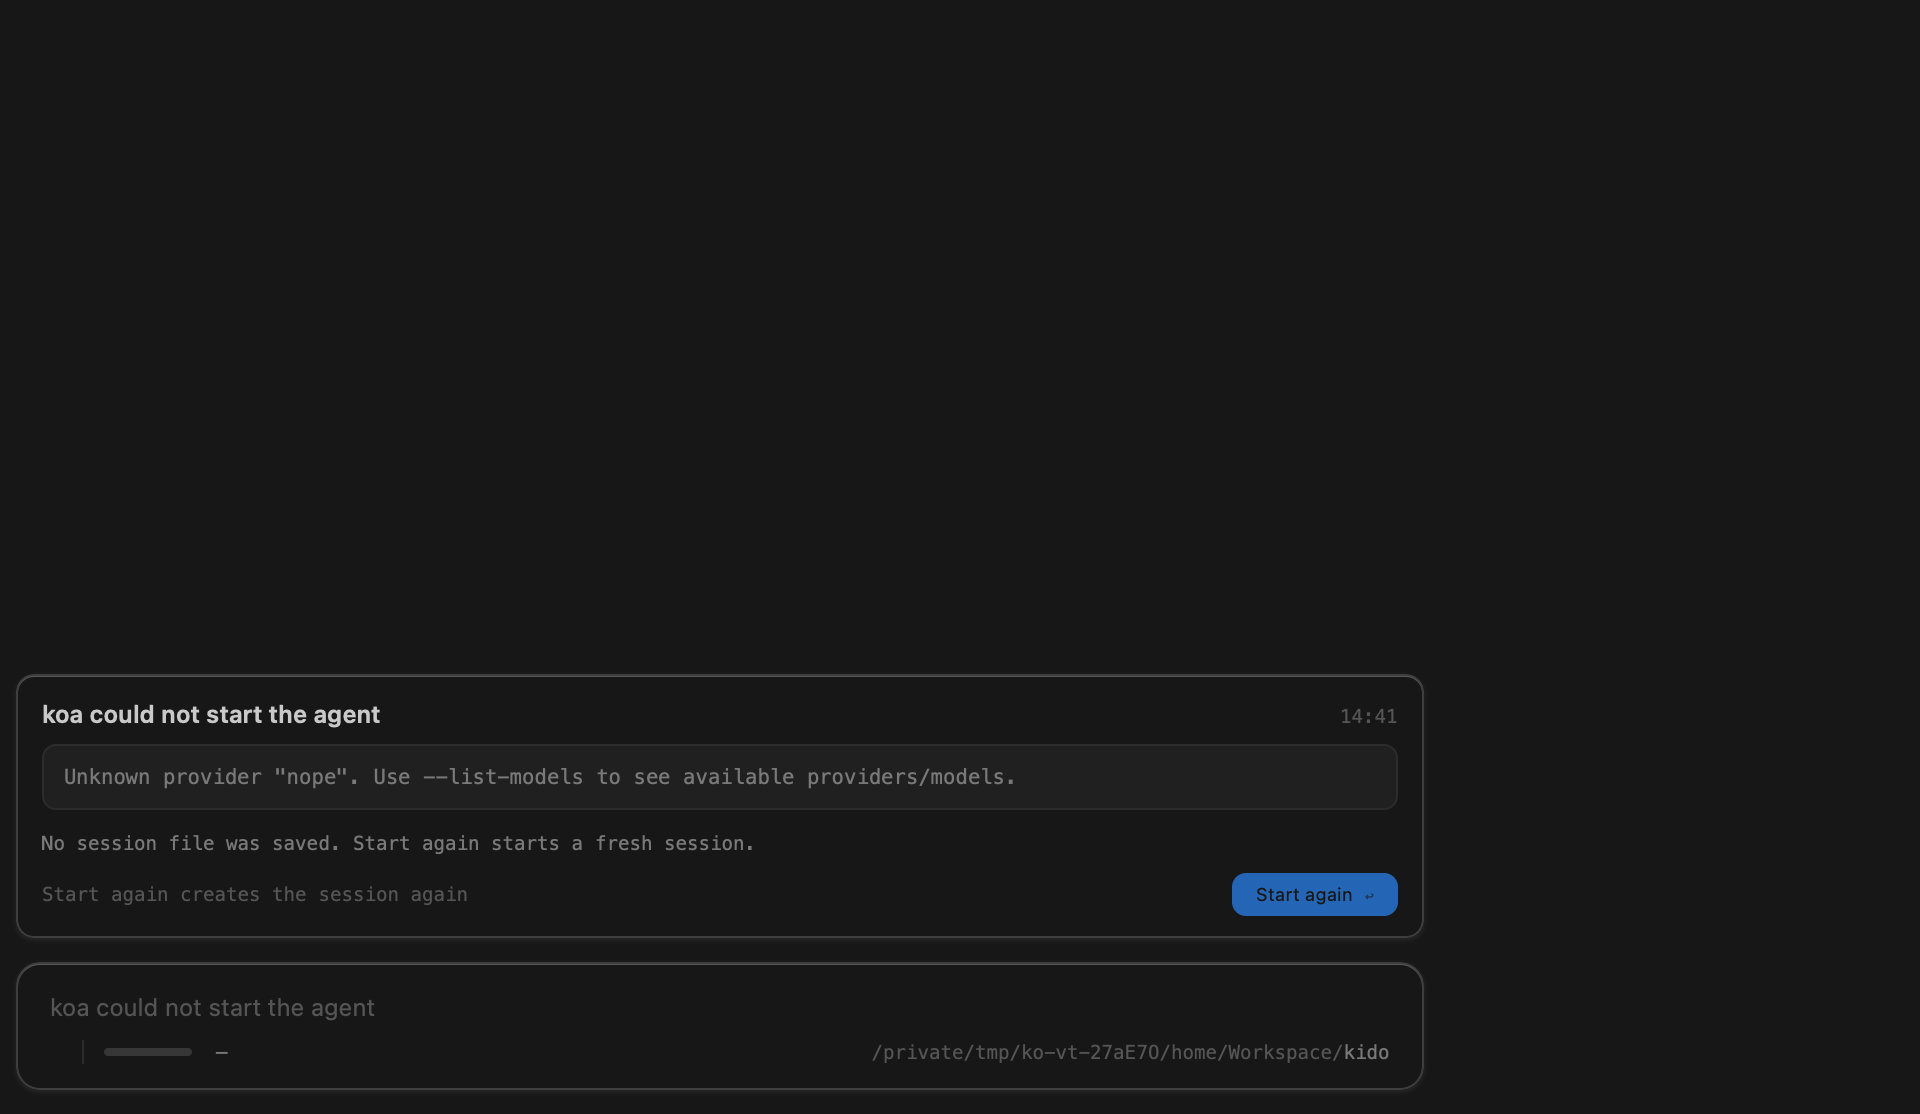 koa could not start the agent
14:41
Unknown provider "nope". Use --list-models to see available providers/models.
No session file was saved. Start again starts a fresh session.
Start again creates the session again
Start again ↩
koa could not start the agent
—
/private/tmp/ko-vt-27aE7O/home/Workspace/kido